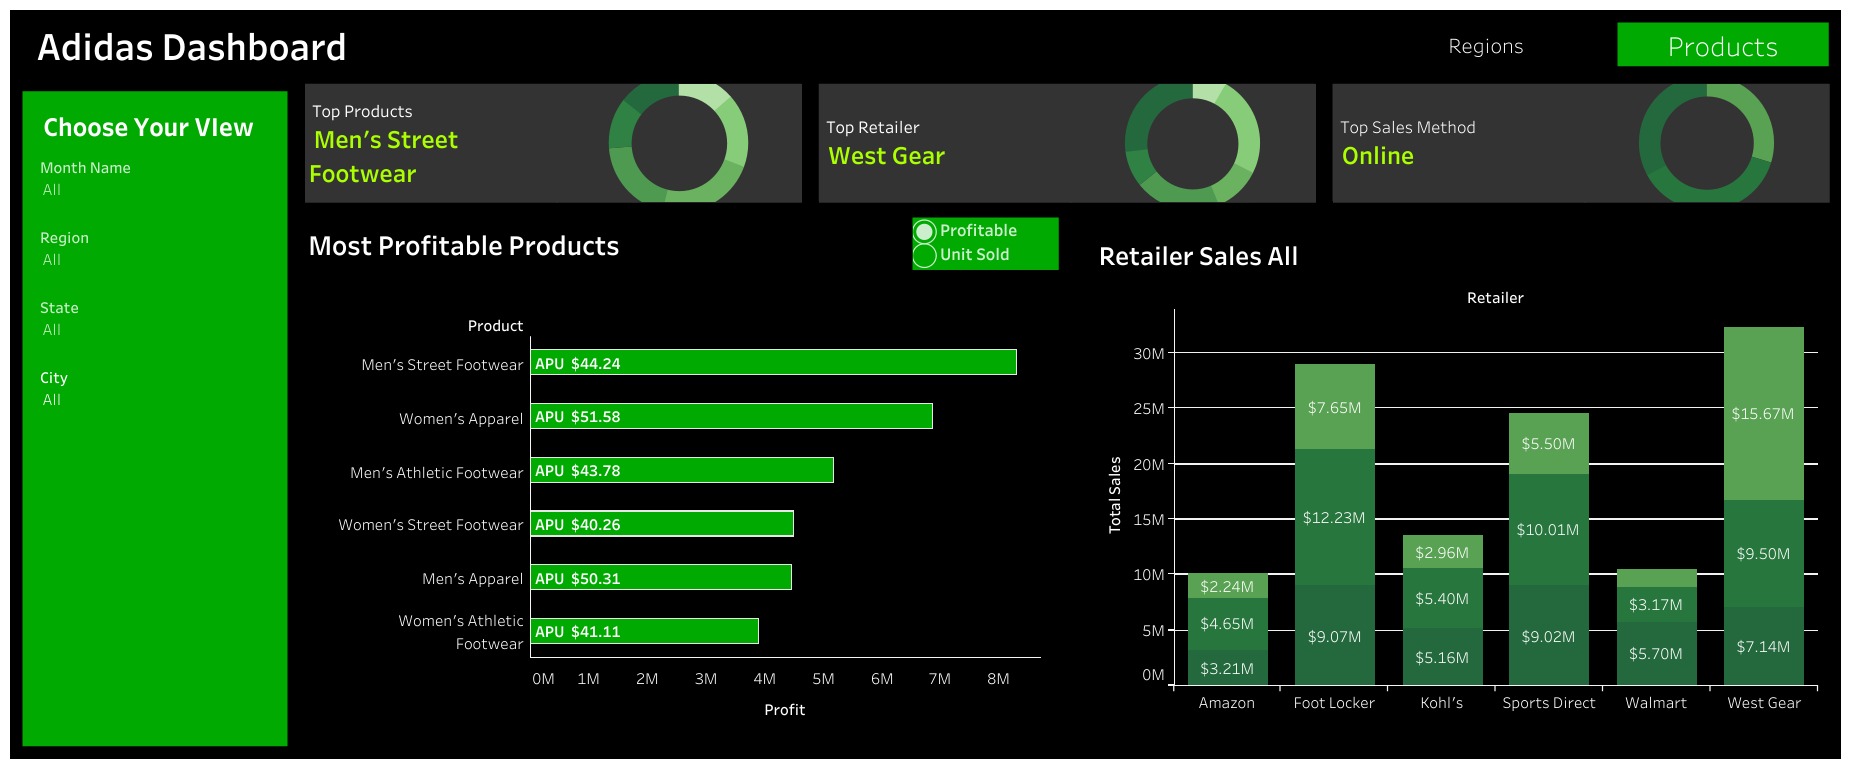 Adidas Dashboard
Regions
Products
Choose Your VIew
Month Name
All
Region
All
State
All
City
All
Top Products
Men's Street
Footwear
Top Retailer
West Gear
Top Sales Method
Online
Most Profitable Products
Profitable
Unit Sold
Product
Men's Street Footwear APU $44.24
Women's Apparel APU $51.58
Men's Athletic Footwear APU $43.78
Women's Street Footwear APU $40.26
Men's Apparel APU $50.31
Women's Athletic
Footwear APU $41.11
0M 1M 2M 3M 4M 5M 6M 7M 8M
Profit
Retailer Sales All
Retailer
Total Sales
30M
25M
20M
15M
10M
5M
0M
$2.24M
$4.65M
$3.21M
$7.65M
$12.23M
$9.07M
$2.96M
$5.40M
$5.16M
$5.50M
$10.01M
$9.02M
$3.17M
$5.70M
$15.67M
$9.50M
$7.14M
Amazon Foot Locker Kohl's Sports Direct Walmart West Gear